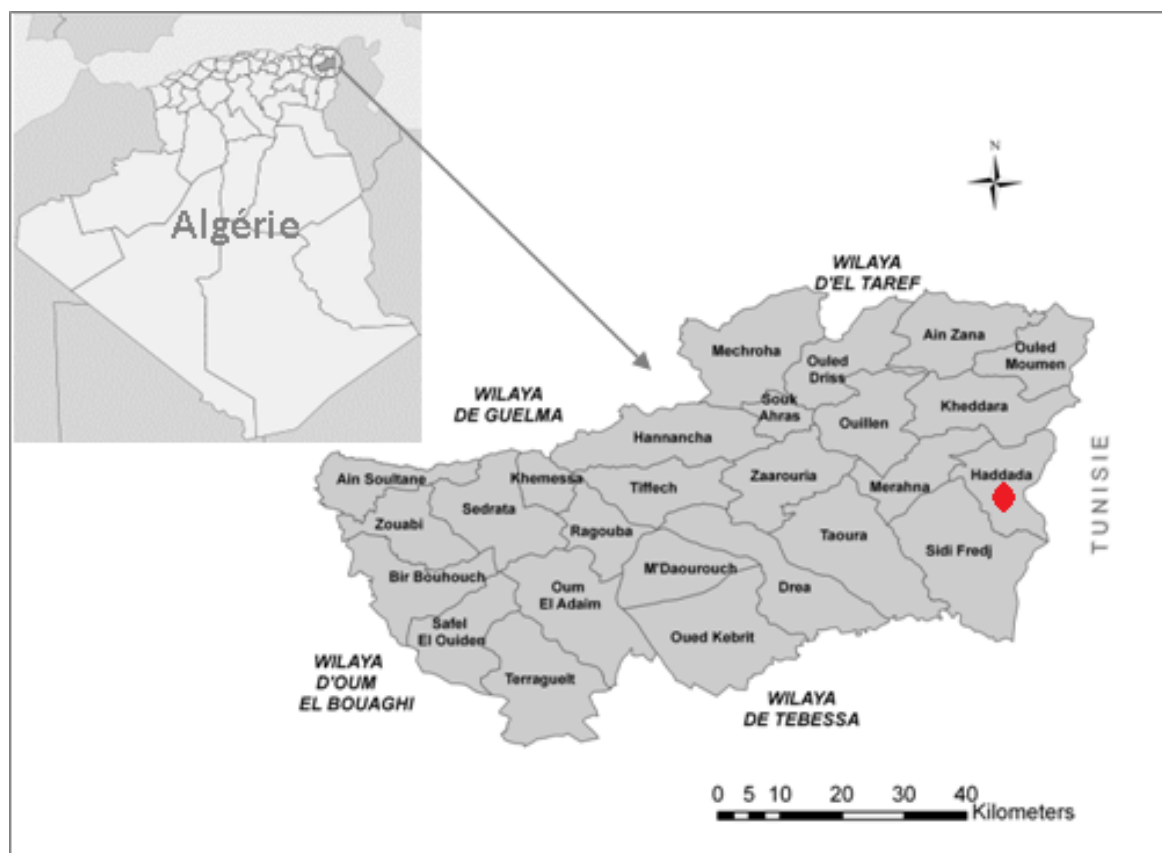 Algérie
N
WILAYA
D'EL TAREF
Ain Zana
Mechroha
Ouled
Driss
Ouled
Moumen
Souk
Ahras
Kheddara
WILAYA
DE GUELMA
Ouillen
Hannancha
TUNISIE
Ain Soultane
Khemessa
Tiffech
Zaarouria
Merahna
Haddada
Zouabi
Sedrata
Ragouba
Taoura
Sidi Fredj
Bir Bouhouch
Oum
El Adaim
M'Daourouch
Drea
Safel
El Ouiden
Oued Kebrit
WILAYA
D'OUM
EL BOUAGHI
Terraguelt
WILAYA
DE TEBESSA
0 5 10 20 30 40
Kilometers